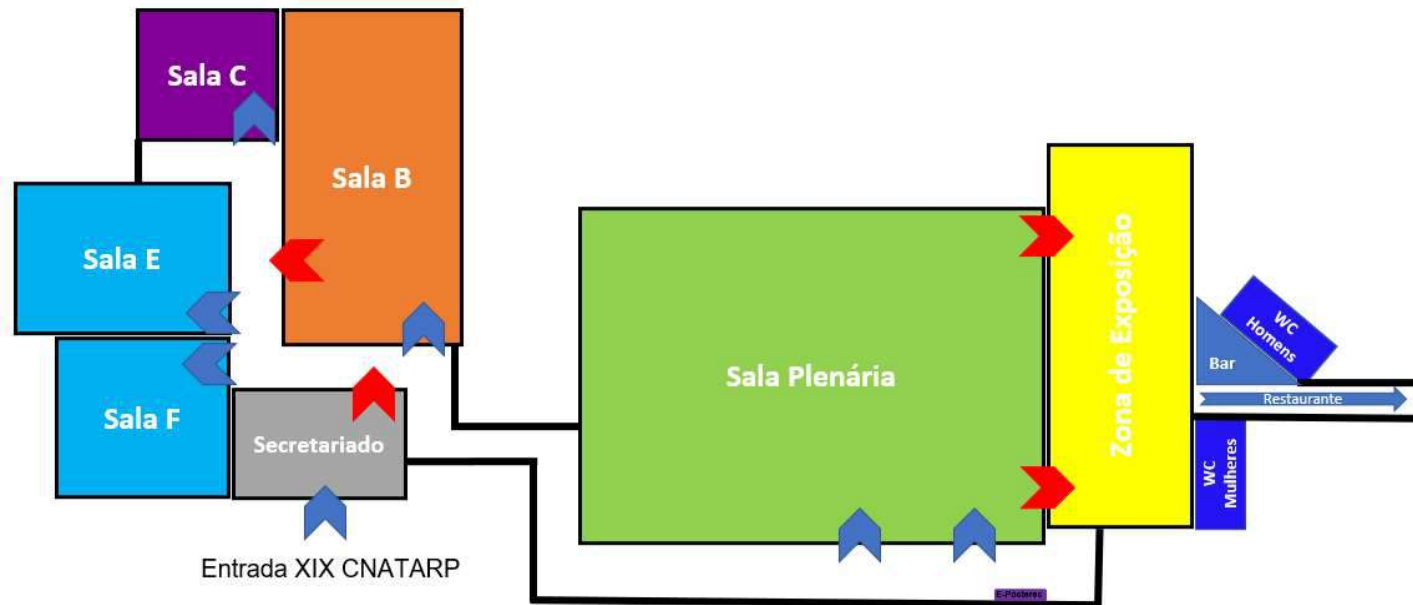 Sala C
Sala B
Sala E
Sala F
Secretariado
Entrada XIX CNATARP
Sala Plenária
Zona de Exposição
E-Pósteres
Bar
WC
Homens
Restaurante
WC
Mulheres